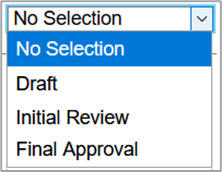 No Selection
No Selection
Draft
Initial Review
Final Approval